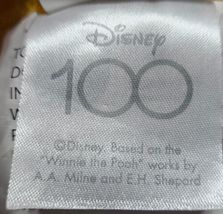 Disney
100
©Disney. Based on the
"Winnie the Pooh" works by
A.A. Milne and E.H. Shepard